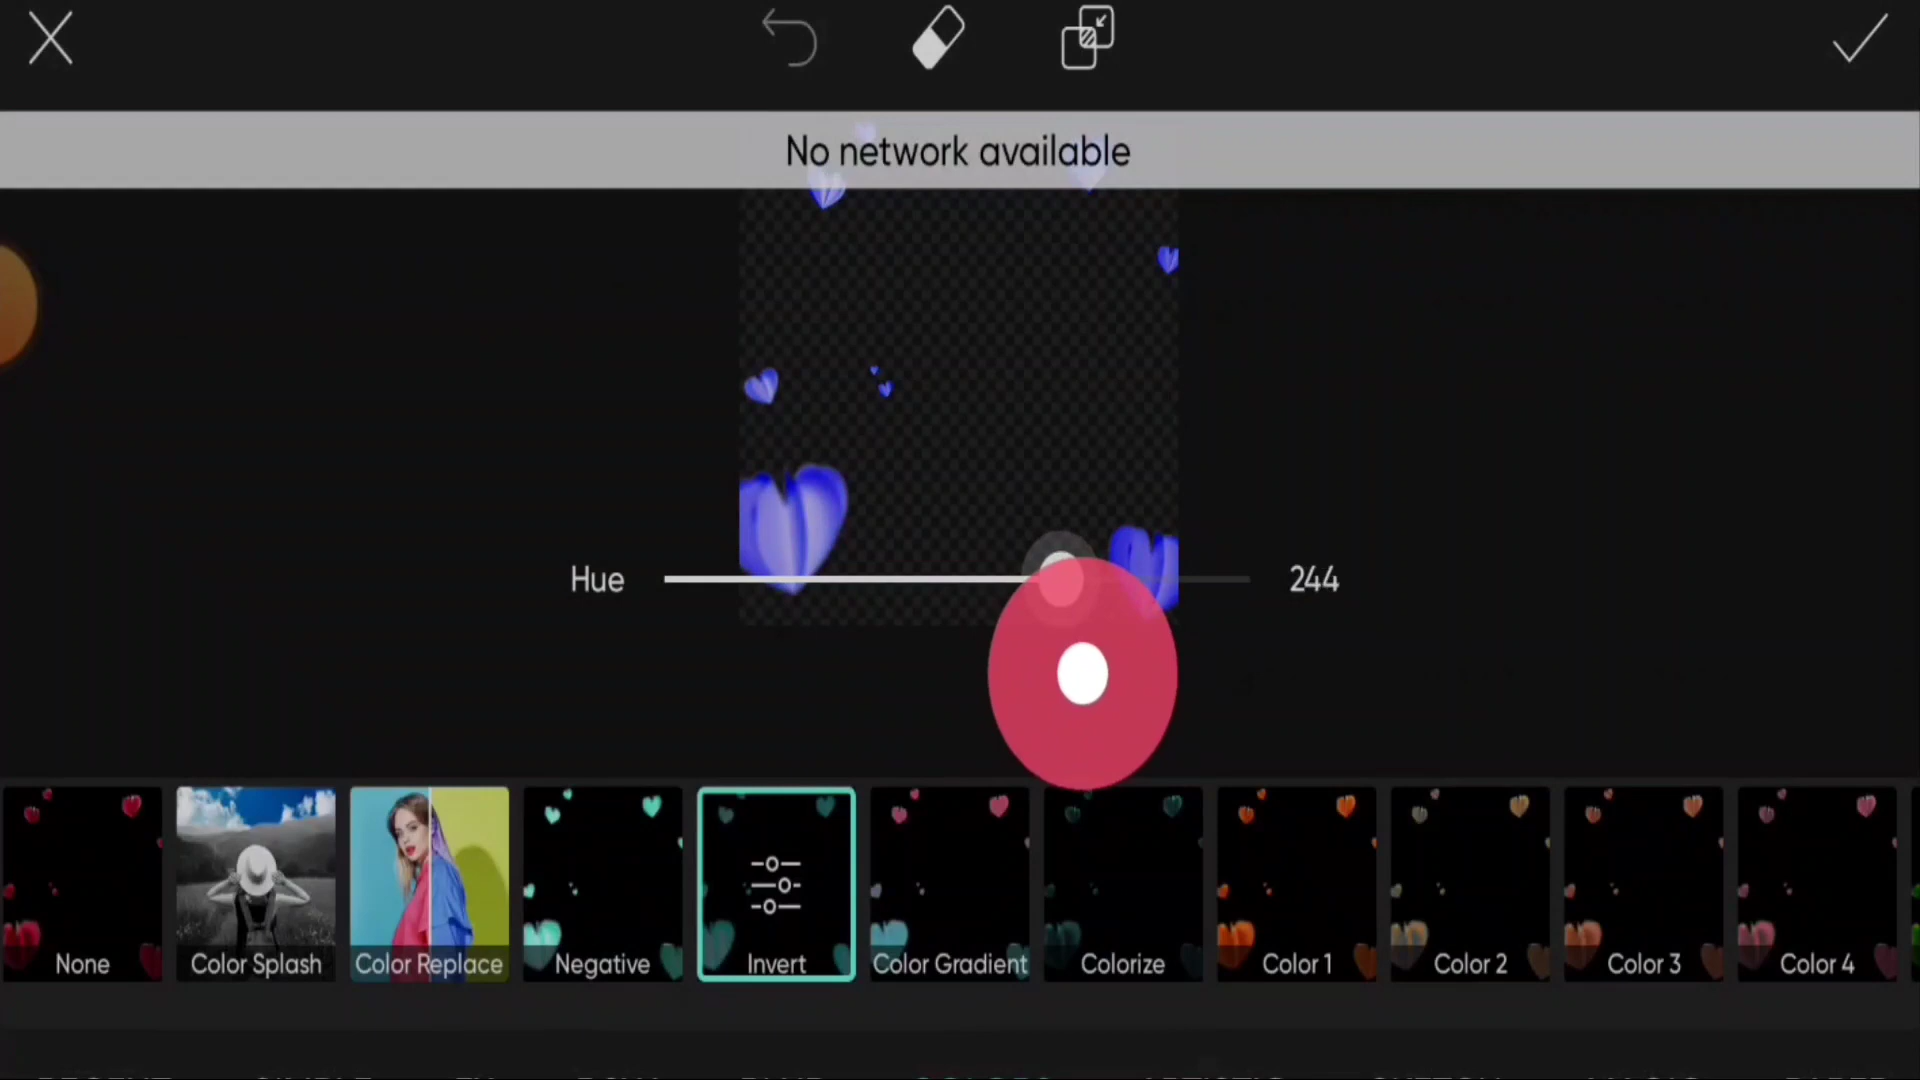 No network available
Hue 244
None Color Splash Color Replace Negative Invert Color Gradient Colorize Color 1 Color 2 Color 3 Color 4